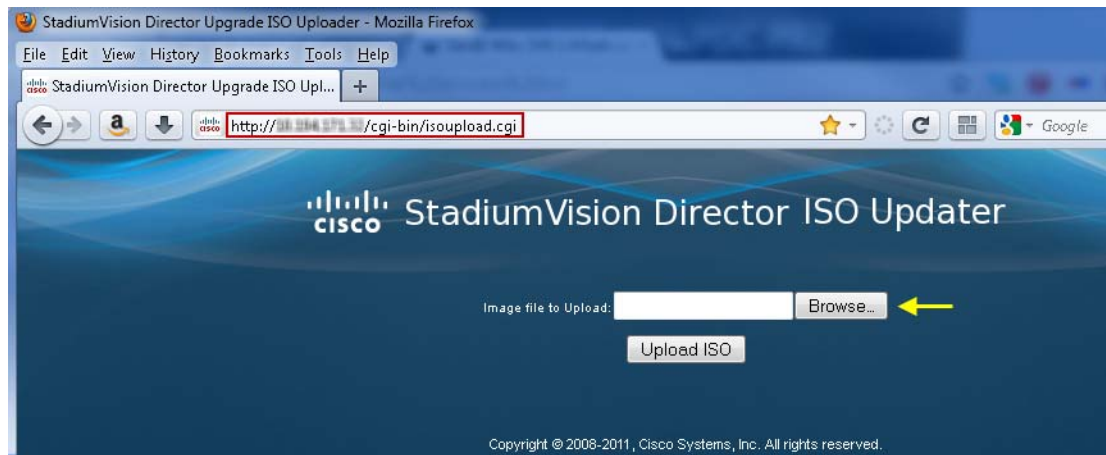 StadiumVision Director Upgrade ISO Uploader - Mozilla Firefox
File Edit View History Bookmarks Tools Help
cisco StadiumVision Director Upgrade ISO Upl... +
cisco http:// /cgi-bin/isoupload.cgi Google
cisco StadiumVision Director ISO Updater
Image file to Upload: Browse...
Upload ISO
Copyright © 2008-2011, Cisco Systems, Inc. All rights reserved.